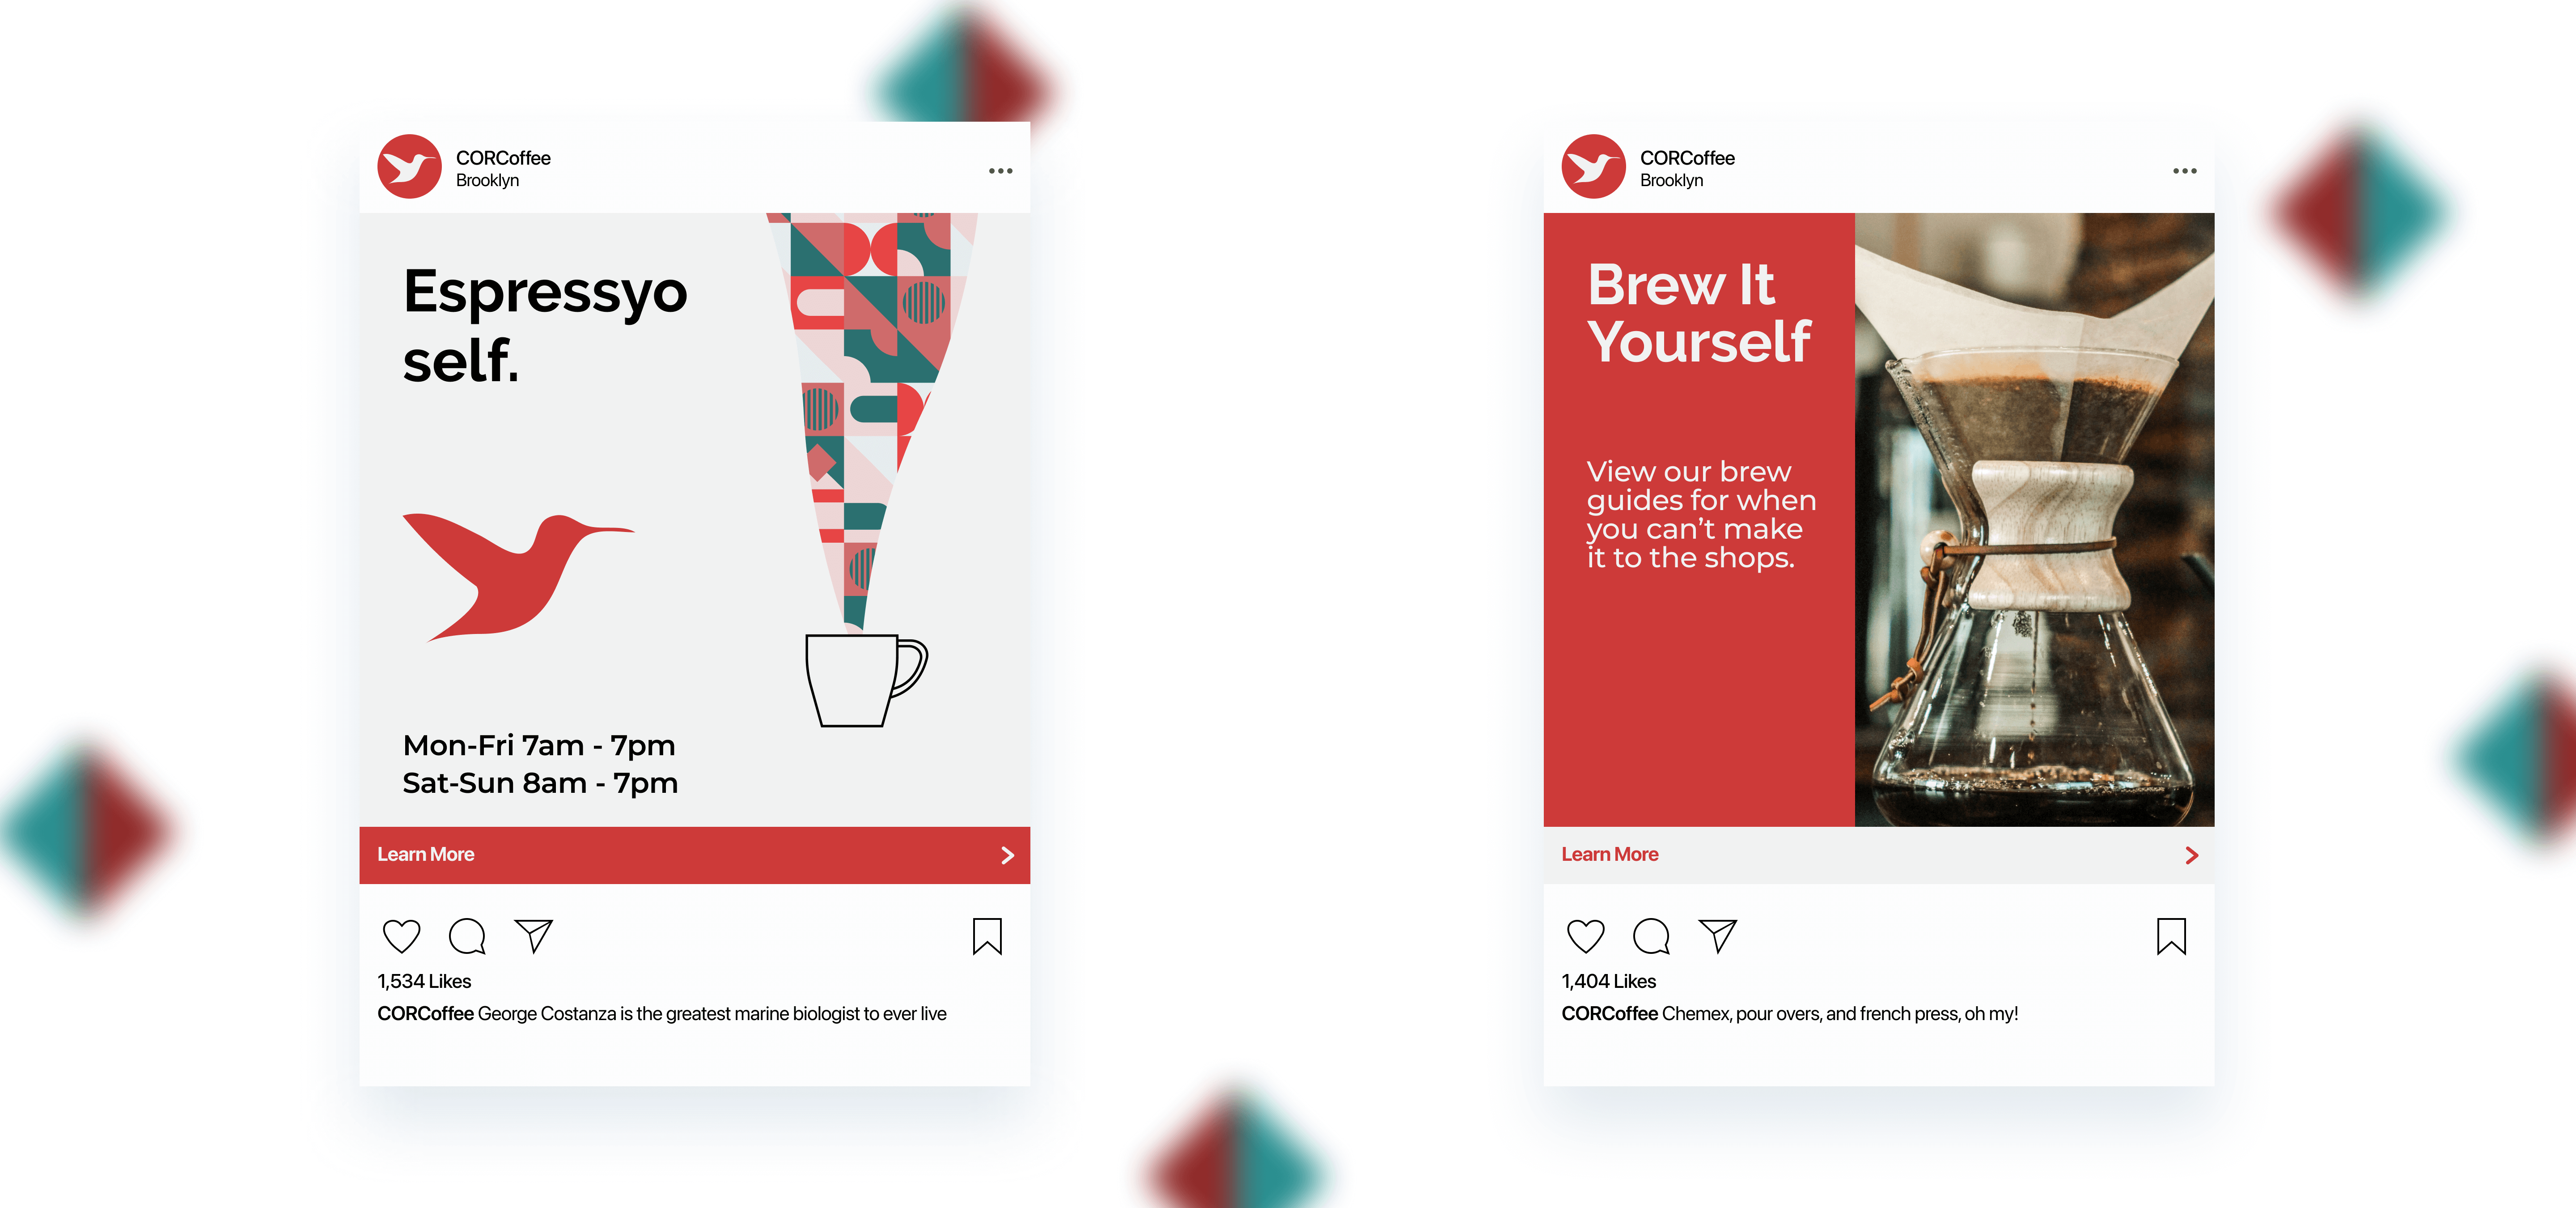 CORCoffee
Brooklyn
Espressyo
self.
Mon-Fri 7am - 7pm
Sat-Sun 8am - 7pm
Learn More
1,534 Likes
CORCoffee George Costanza is the greatest marine biologist to ever live
CORCoffee
Brooklyn
Brew It
Yourself
View our brew
guides for when
you can’t make
it to the shops.
Learn More
1,404 Likes
CORCoffee Chemex, pour overs, and french press, oh my!